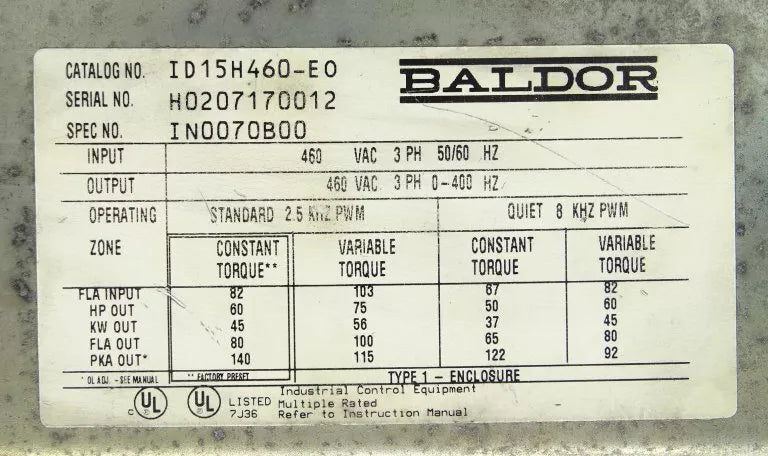 CATALOG NO. ID15H460-EO
BALDOR
SERIAL NO. H0207170012
SPEC NO. IN0070B00
INPUT 460 VAC 3 PH 50/60 HZ
OUTPUT 460 VAC 3 PH 0-400 HZ
OPERATING STANDARD 2.5 KHZ PWM QUIET 8 KHZ PWM
ZONE CONSTANT VARIABLE CONSTANT VARIABLE
TORQUE** TORQUE TORQUE TORQUE
FLA INPUT 82 103 67 82
HP OUT 60 75 50 60
KW OUT 45 56 37 45
FLA OUT 80 100 65 80
PKA OUT* 140 115 122 92
* OL ADJ. - SEE MANUAL ** FACTORY PRESET TYPE 1 - ENCLOSURE
c UL UL LISTED 7J36
Industrial Control Equipment
Multiple Rated
Refer to Instruction Manual